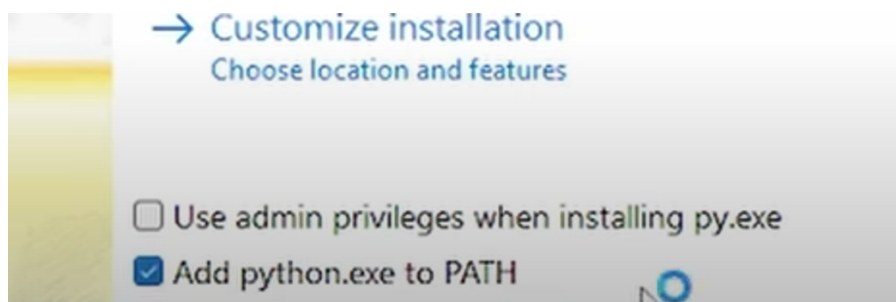 Customize installation
Choose location and features
Use admin privileges when installing py.exe
Add python.exe to PATH